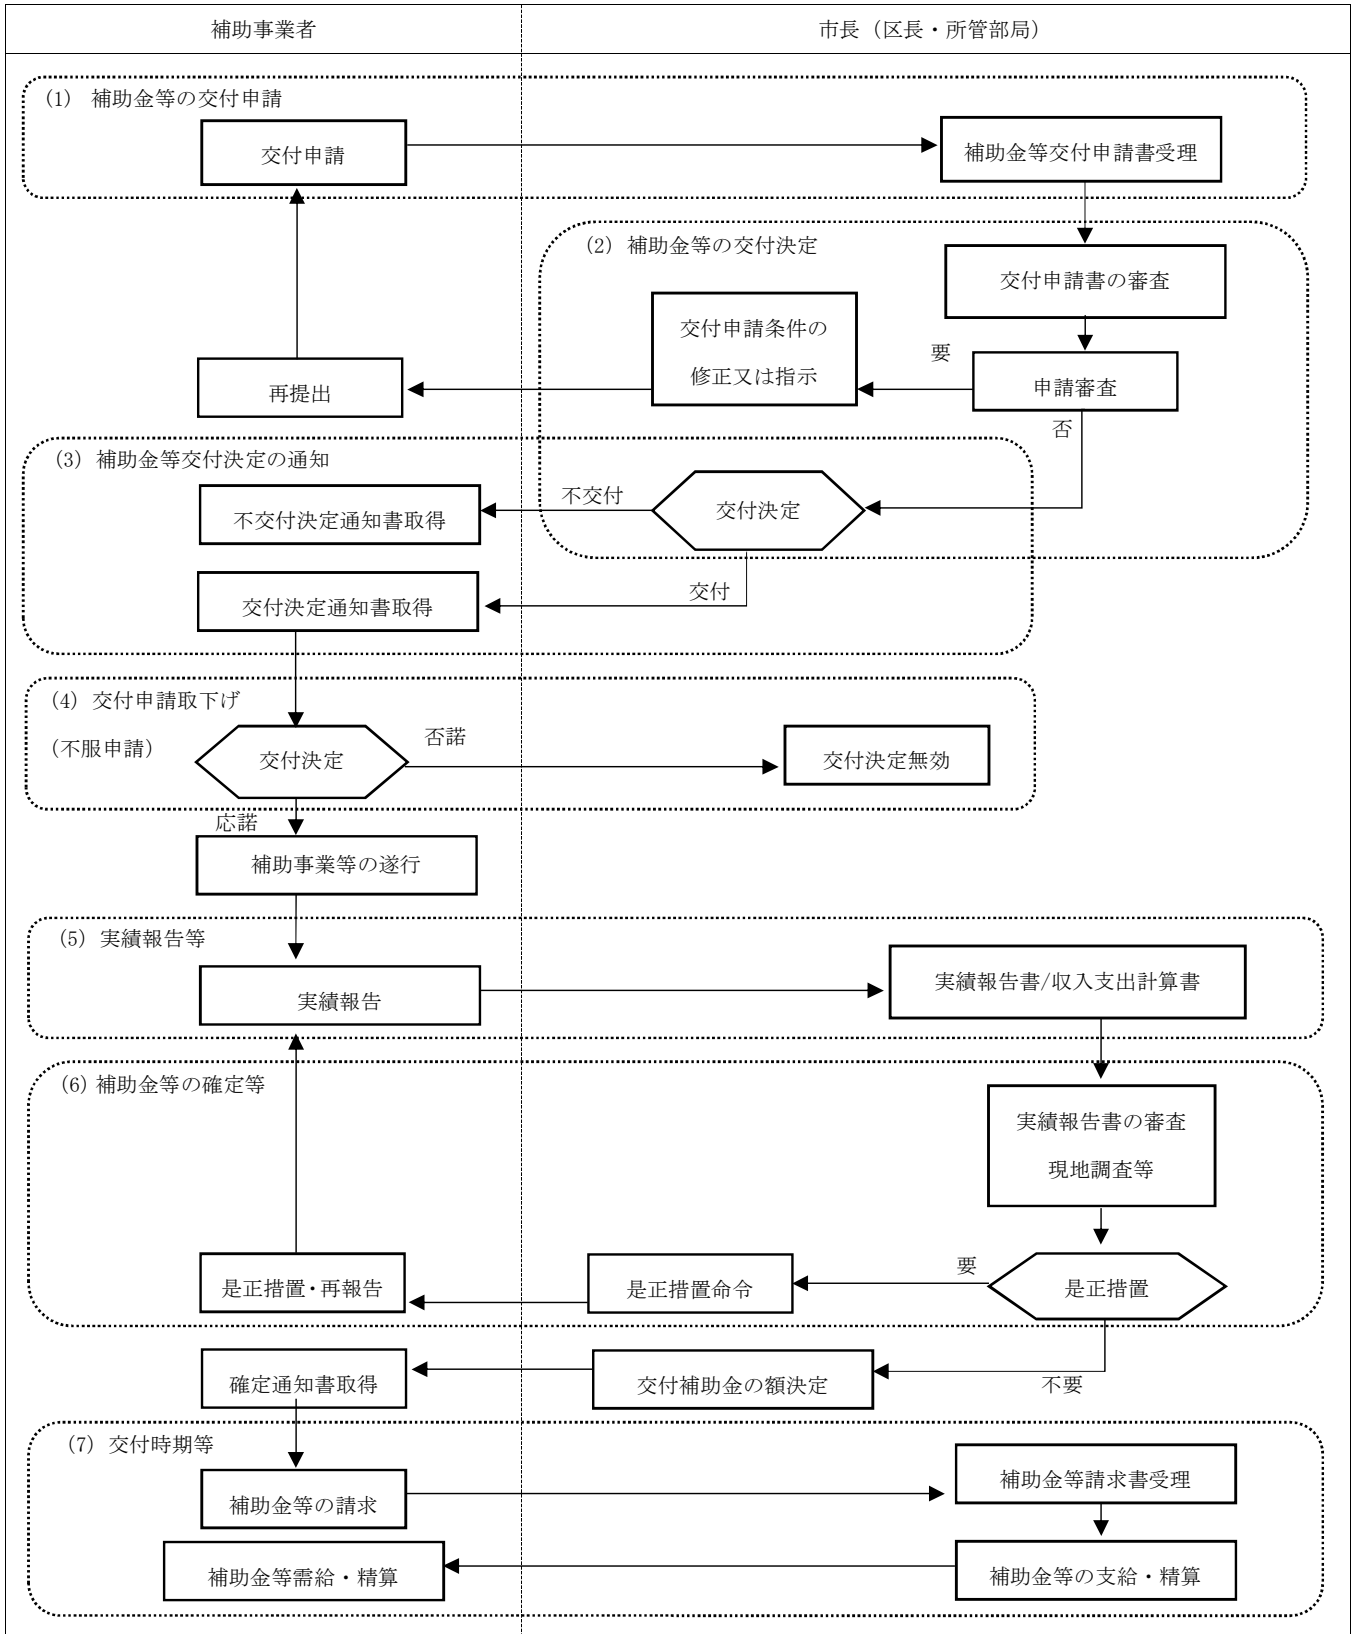 補助事業者
市長（区長・所管部局）
(1) 補助金等の交付申請
交付申請
補助金等交付申請書受理
(2) 補助金等の交付決定
交付申請書の審査
交付申請条件の
修正又は指示
要
申請審査
再提出
否
(3) 補助金等交付決定の通知
不交付決定通知書取得
不交付
交付決定
交付決定通知書取得
交付
(4) 交付申請取下げ
（不服申請）
交付決定
否諾
交付決定無効
応諾
補助事業等の遂行
(5) 実績報告等
実績報告
実績報告書/収入支出計算書
(6) 補助金等の確定等
実績報告書の審査
現地調査等
是正措置・再報告
是正措置命令
要
是正措置
確定通知書取得
交付補助金の額決定
不要
(7) 交付時期等
補助金等の請求
補助金等請求書受理
補助金等需給・精算
補助金等の支給・精算